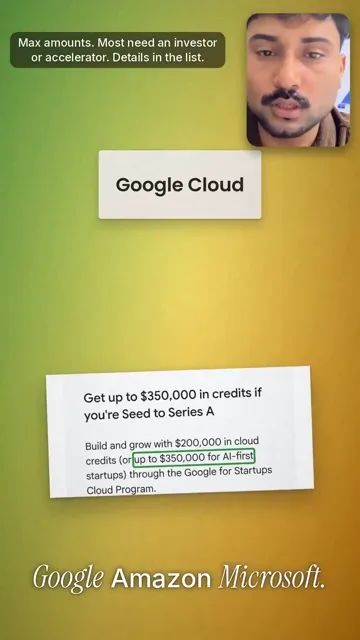 Max amounts. Most need an investor
or accelerator. Details in the list.
Google Cloud
Get up to $350,000 in credits if
you're Seed to Series A
Build and grow with $200,000 in cloud
credits (or up to $350,000 for AI-first
startups) through the Google for Startups
Cloud Program.
Google Amazon Microsoft.